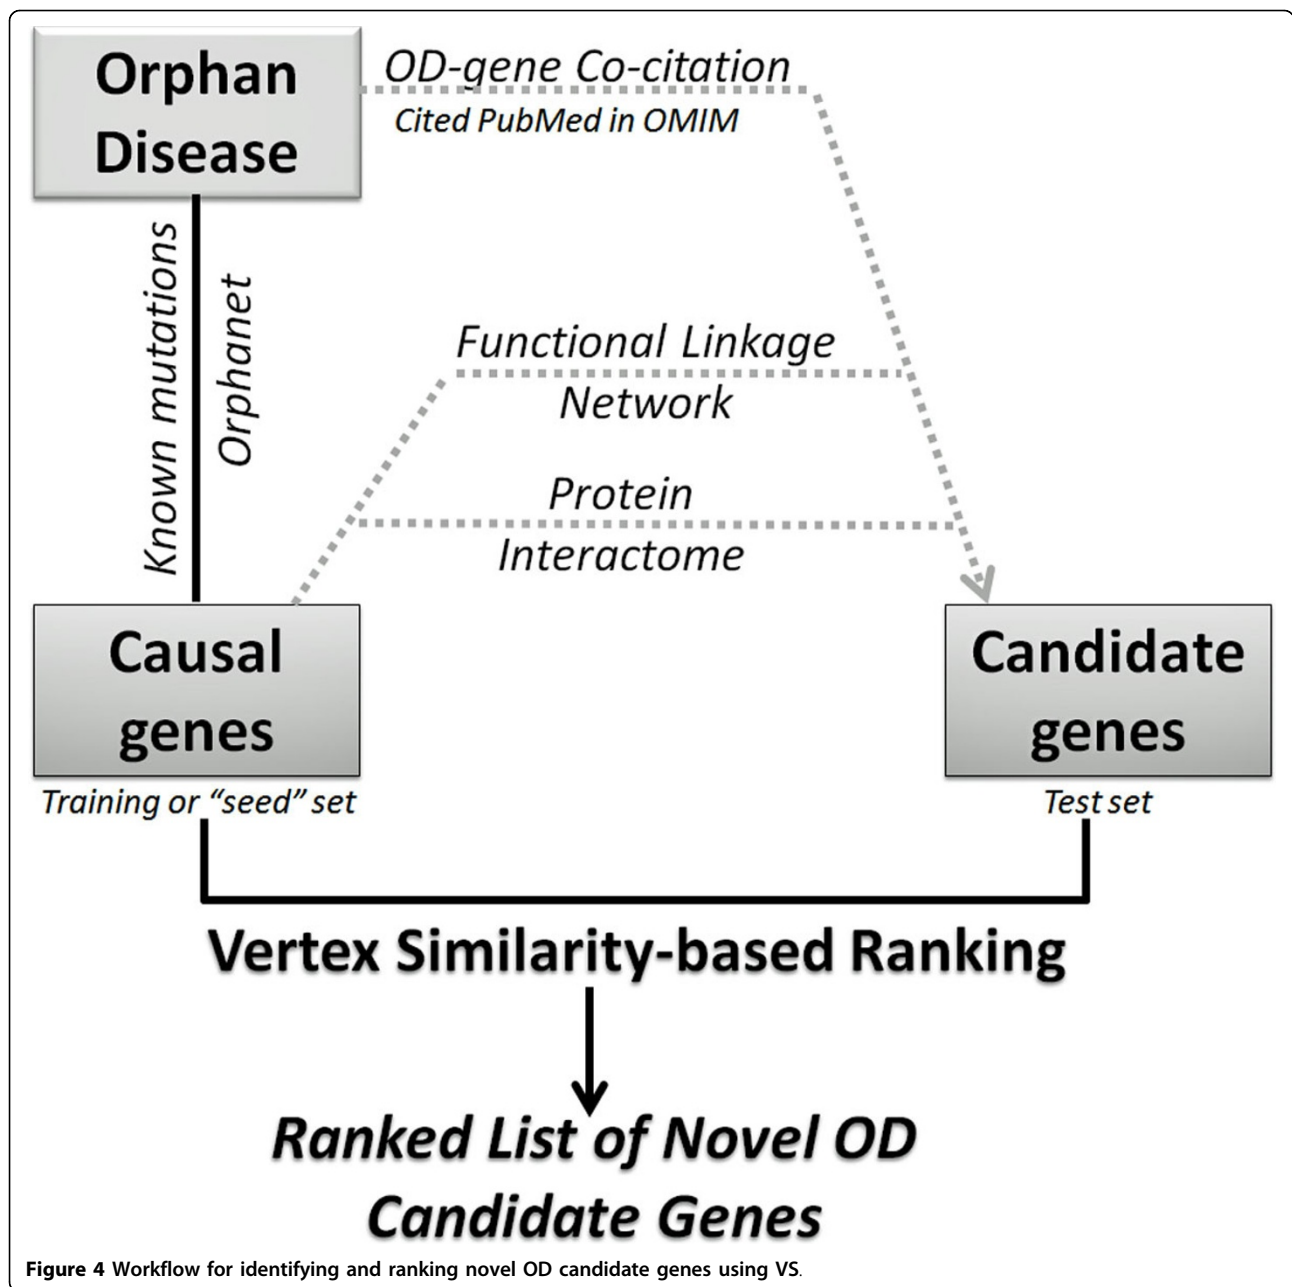 Orphan
Disease
OD-gene Co-citation
Cited PubMed in OMIM
Known mutations
Orphanet
Functional Linkage
Network
Protein
Interactome
Causal
genes
Training or “seed” set
Candidate
genes
Test set
Vertex Similarity-based Ranking
Ranked List of Novel OD
Candidate Genes
Figure 4 Workflow for identifying and ranking novel OD candidate genes using VS.